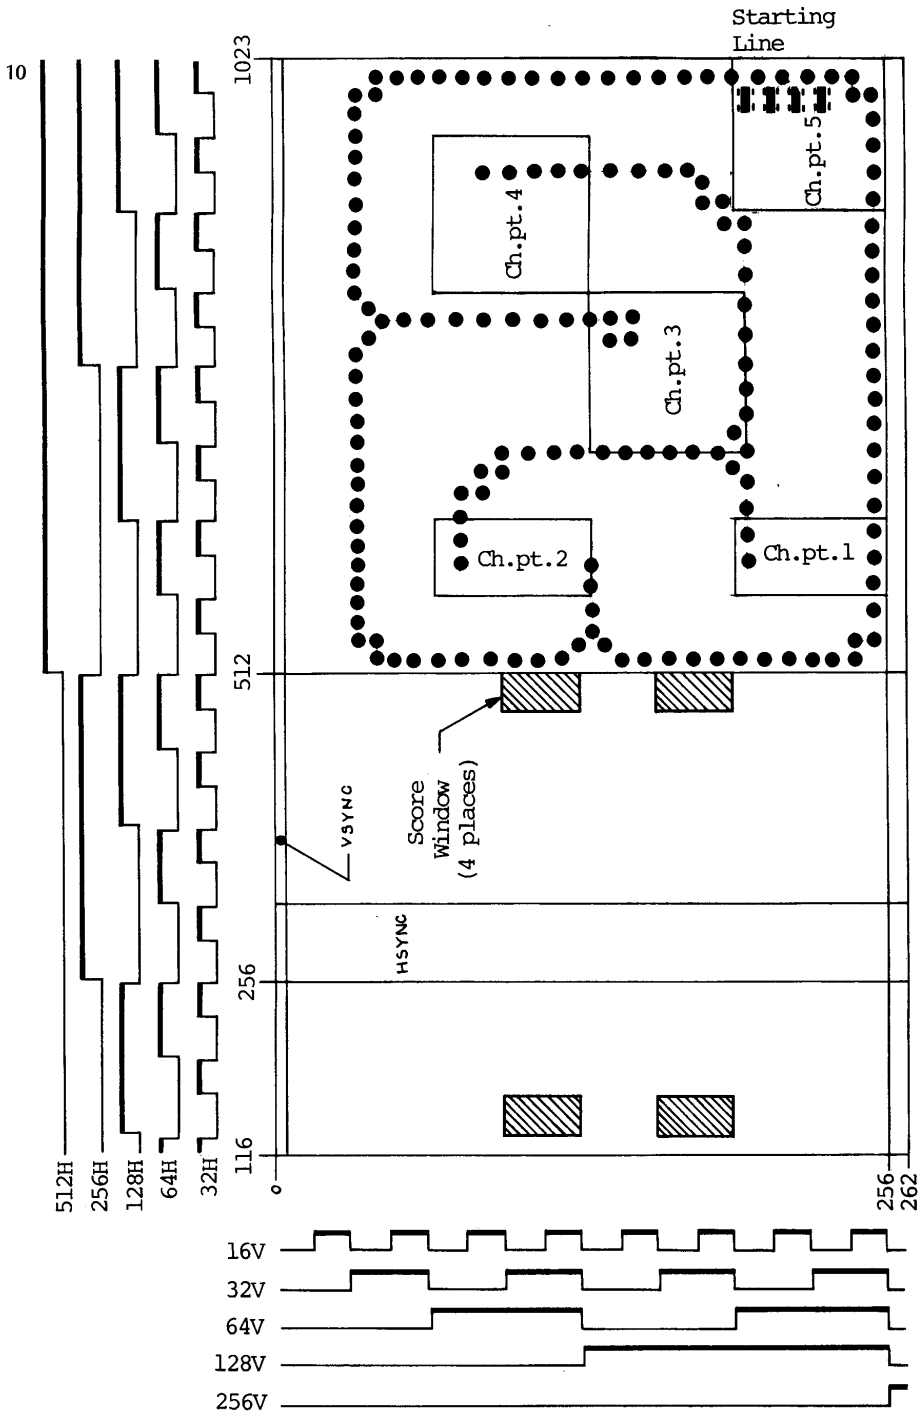 Starting
Line
10
1023
Ch.pt.5
Ch.pt.4
Ch.pt.3
Ch.pt.2
Ch.pt.1
512
Score
Window
(4 places)
VSYNC
HSYNC
256
116
512H
256H
128H
64H
32H
0
256
262
16V
32V
64V
128V
256V